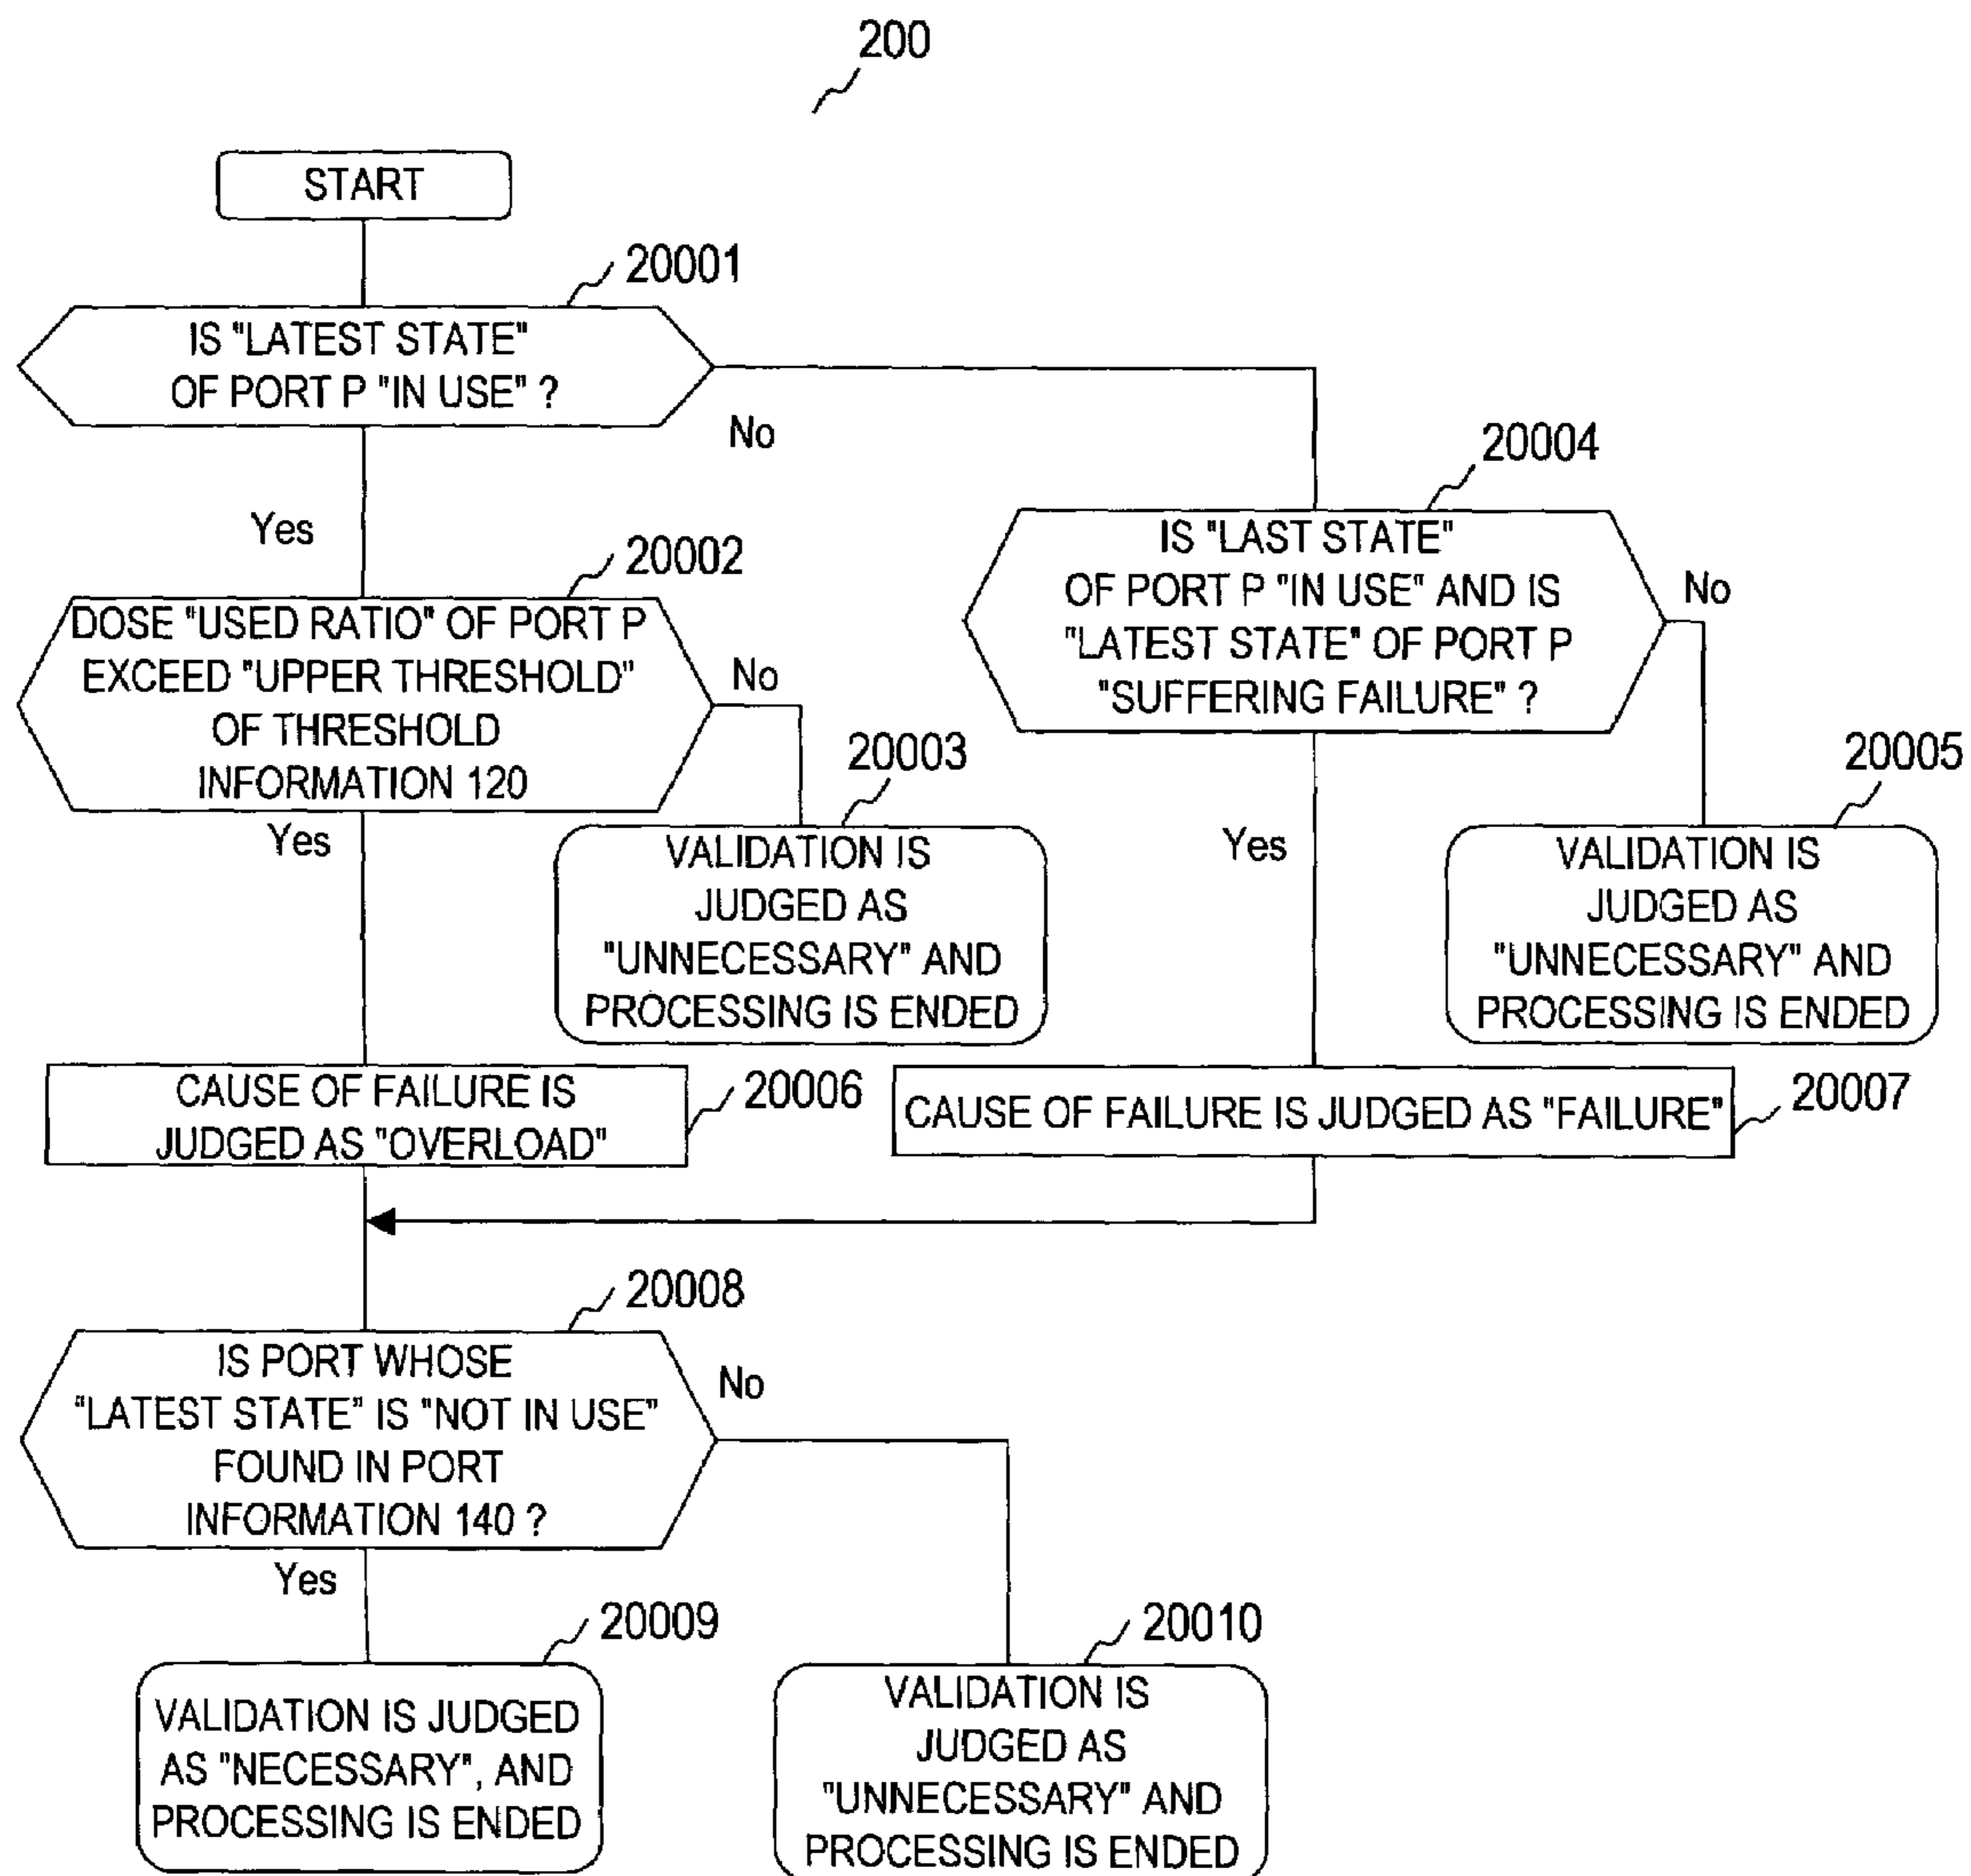 200
START
20001
IS "LATEST STATE"
OF PORT P "IN USE" ?
No
Yes
20004
IS "LAST STATE"
OF PORT P "IN USE" AND IS
"LATEST STATE" OF PORT P
"SUFFERING FAILURE" ?
No
20002
DOSE "USED RATIO" OF PORT P
EXCEED "UPPER THRESHOLD"
OF THRESHOLD
INFORMATION 120
No
Yes
20003
VALIDATION IS
JUDGED AS
"UNNECESSARY" AND
PROCESSING IS ENDED
Yes
20005
VALIDATION IS
JUDGED AS
"UNNECESSARY" AND
PROCESSING IS ENDED
CAUSE OF FAILURE IS
JUDGED AS "OVERLOAD"
20006
CAUSE OF FAILURE IS JUDGED AS "FAILURE"
20007
20008
IS PORT WHOSE
"LATEST STATE" IS "NOT IN USE"
FOUND IN PORT
INFORMATION 140 ?
No
Yes
20009
VALIDATION IS JUDGED
AS "NECESSARY", AND
PROCESSING IS ENDED
20010
VALIDATION IS
JUDGED AS
"UNNECESSARY" AND
PROCESSING IS ENDED